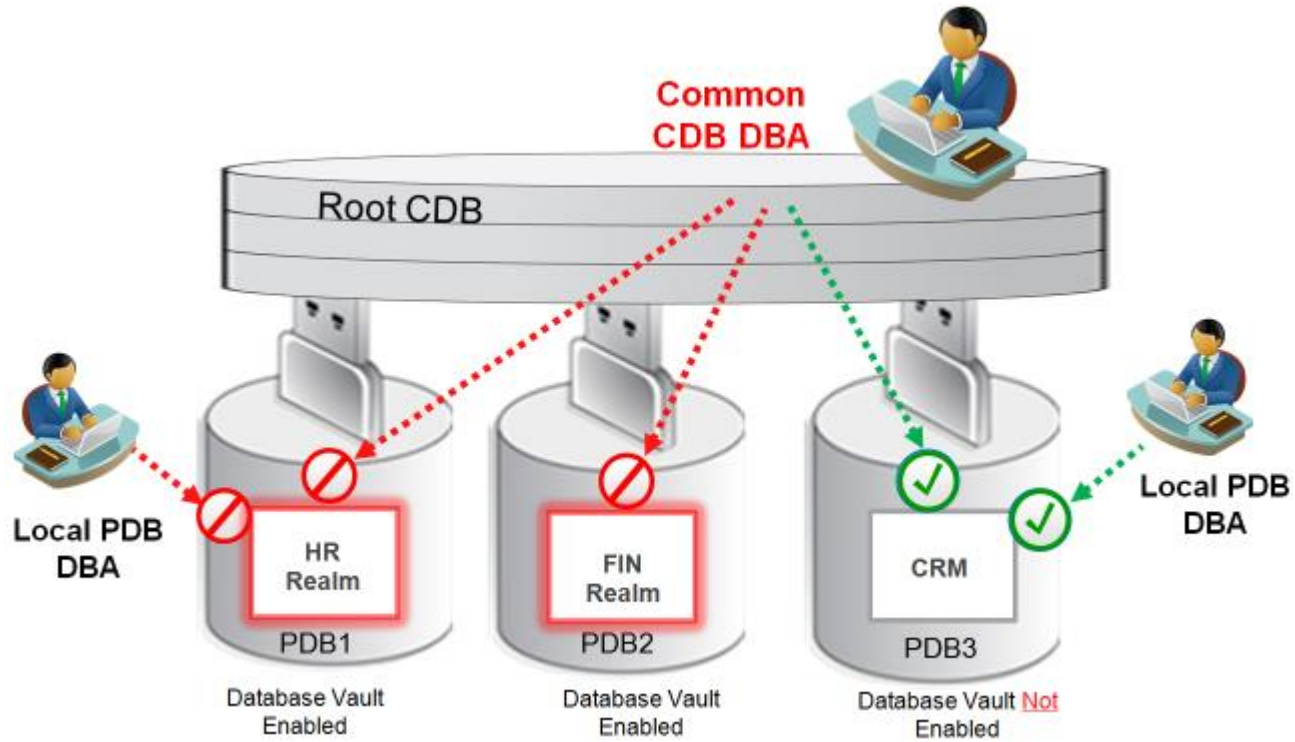 Common
CDB DBA
Root CDB
Local PDB
DBA
Local PDB
DBA
HR
Realm
FIN
Realm
CRM
PDB1
PDB2
PDB3
Database Vault
Enabled
Database Vault
Enabled
Database Vault Not
Enabled